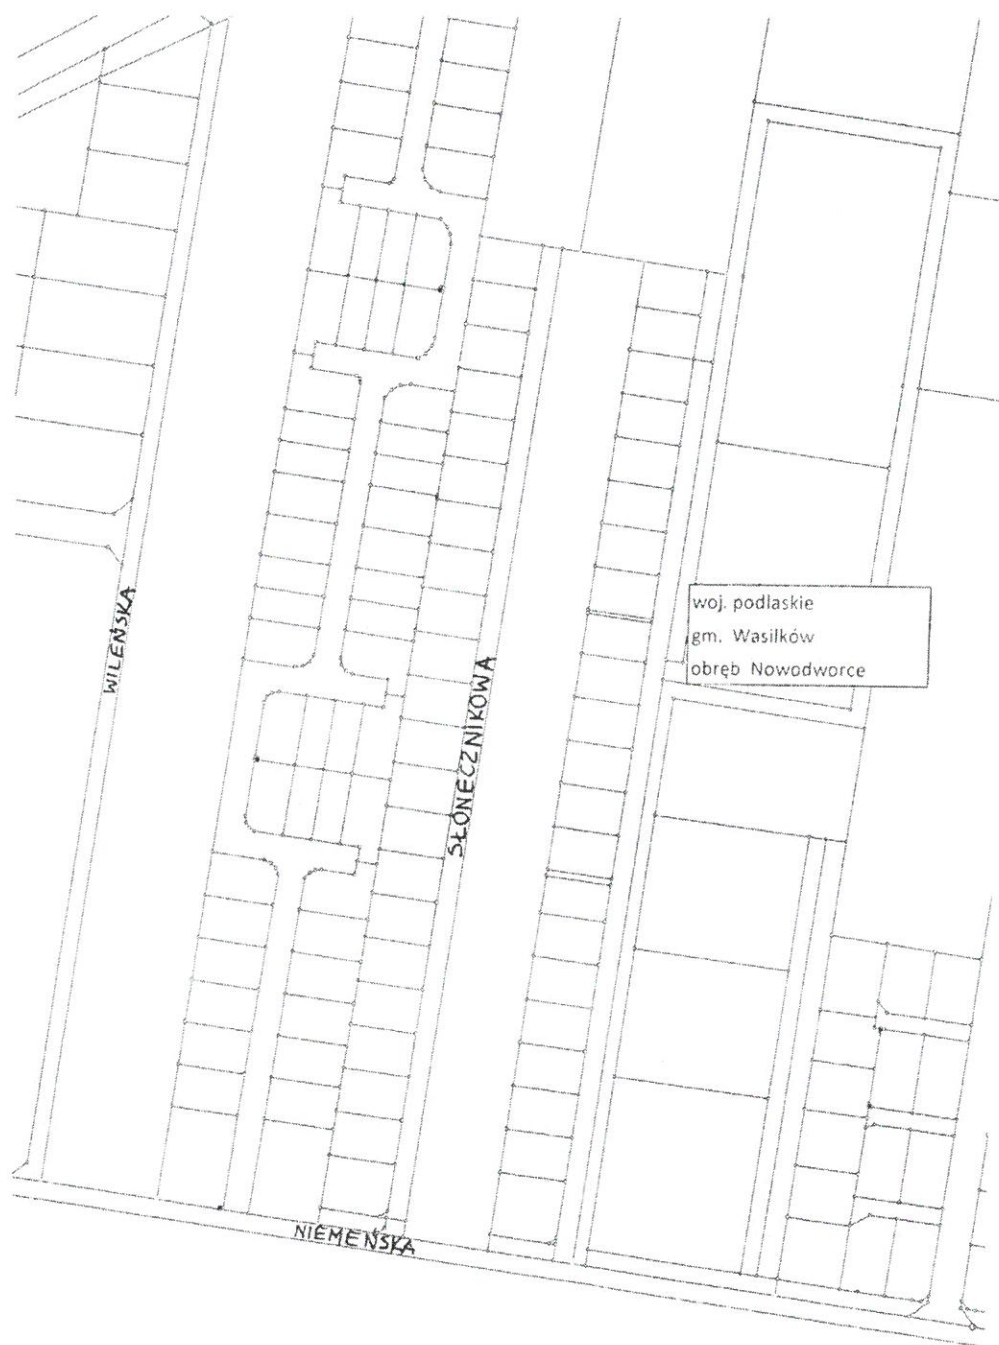 WILEŃSKA
SŁONECZNIKOWA
woj. podlaskie
gm. Wasilków
obręb Nowodworce
NIEMEŃSKA